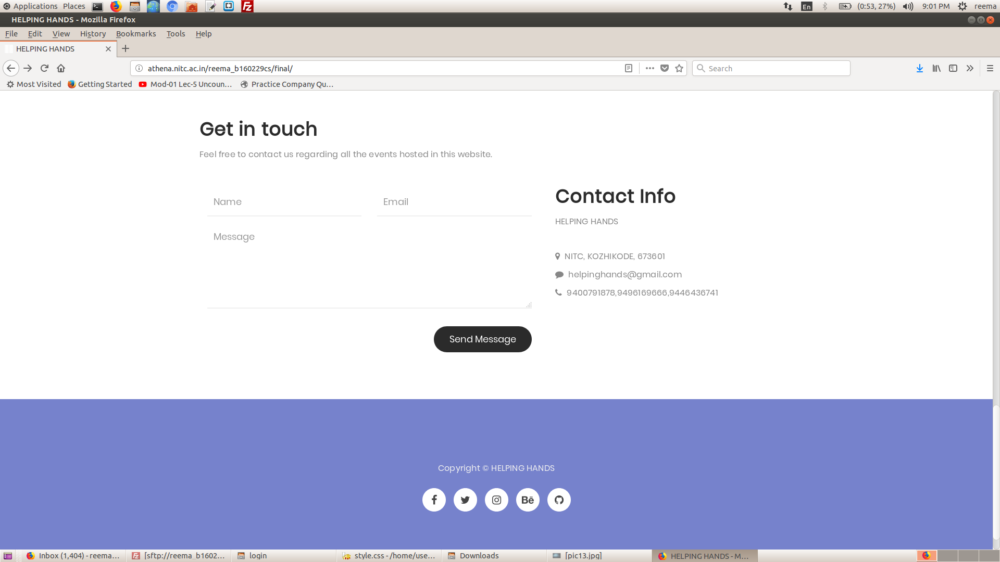 Applications Places En (0:53, 27%) 9:01 PM reema
HELPING HANDS - Mozilla Firefox
File Edit View History Bookmarks Tools Help
HELPING HANDS
athena.nitc.ac.in/reema_b160229cs/final/ Search
Most Visited Getting Started Mod-01 Lec-5 Uncoun... Practice Company Qu...
Get in touch
Feel free to contact us regarding all the events hosted in this website.
Name Email
Message
Send Message
Contact Info
HELPING HANDS
NITC, KOZHIKODE, 673601
helpinghands@gmail.com
9400791878,9496169666,9446436741
Copyright © HELPING HANDS
Bē
Inbox (1,404) - reema... [sftp://reema_b1602... login style.css - /home/use... Downloads [pic13.jpg] HELPING HANDS - M...